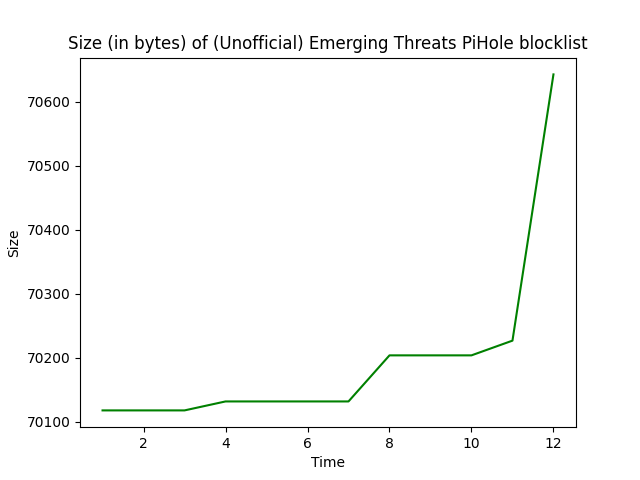 Size (in bytes) of (Unofficial) Emerging Threats PiHole blocklist
70600
70500
70400
70300
70200
70100
Size
2 4 6 8 10 12
Time